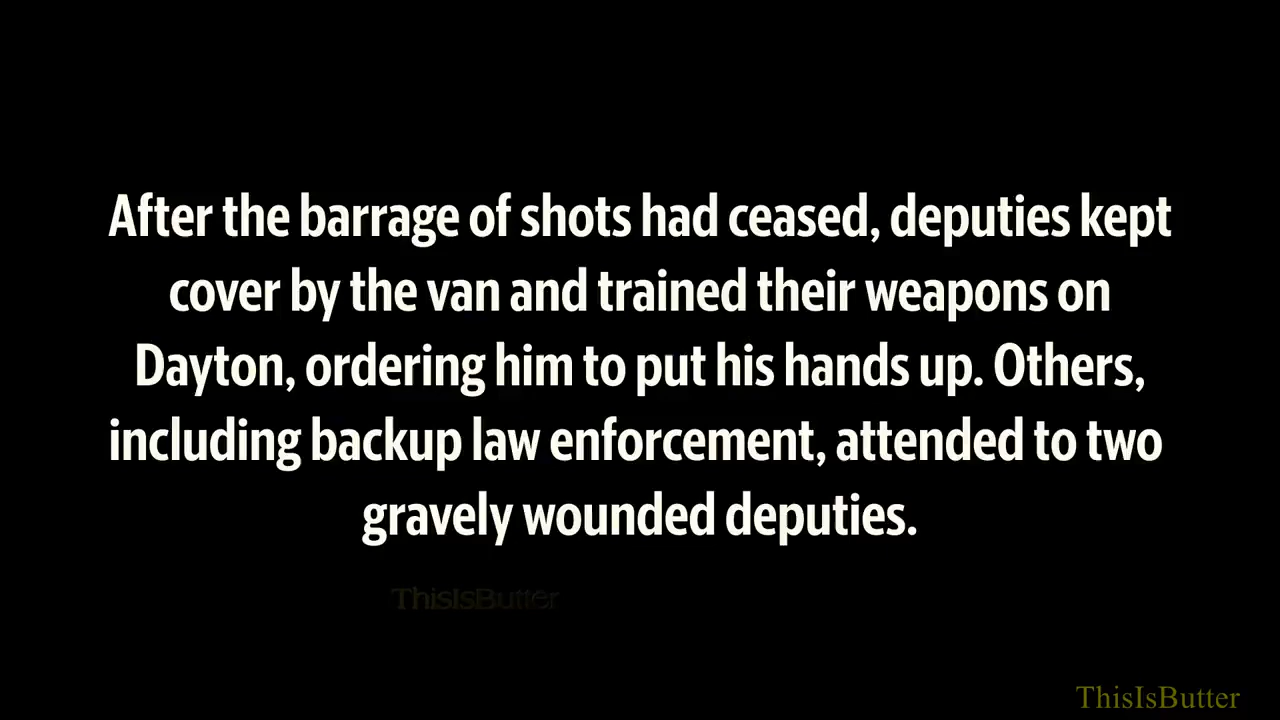 After the barrage of shots had ceased, deputies kept
cover by the van and trained their weapons on
Dayton, ordering him to put his hands up. Others,
including backup law enforcement, attended to two
gravely wounded deputies.
ThisIsButter
ThisIsButter